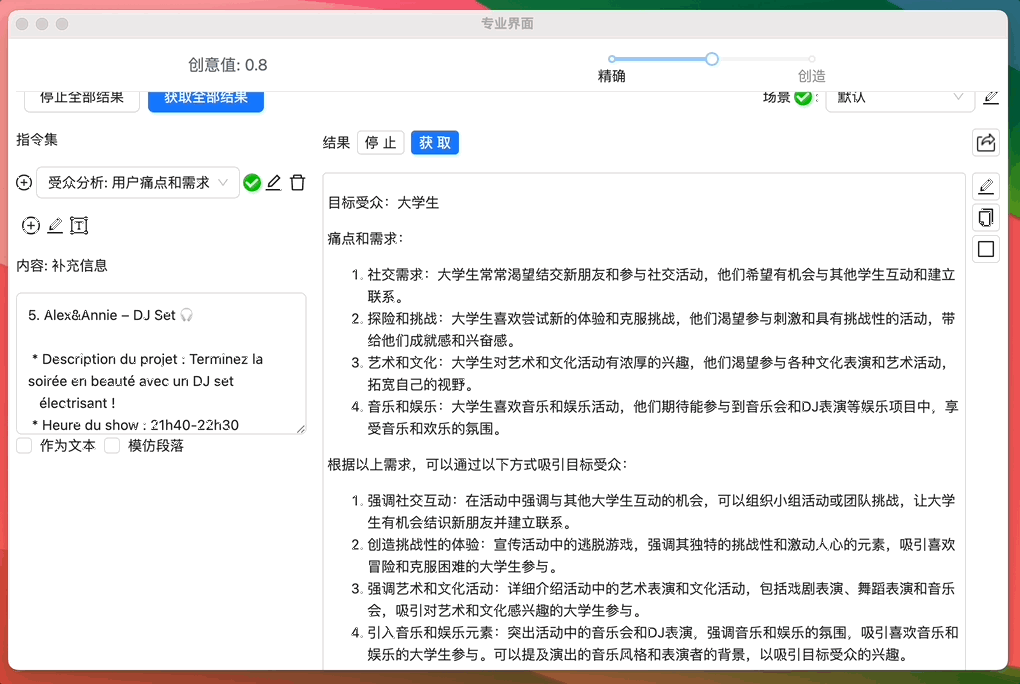 专业界面
创意值: 0.8
精确
创造
停止全部结果
获取全部结果
场景
:
默认
指令集
结果
停 止
获 取
受众分析: 用户痛点和需求
内容: 补充信息
5. Alex&Annie – DJ Set 🎧
* Description du projet : Terminez la
soirée en beauté avec un DJ set
électrisant !
* Heure du show : 21h40-22h30
作为文本
模仿段落
目标受众：大学生
痛点和需求：
1. 社交需求：大学生常常渴望结交新朋友和参与社交活动，他们希望有机会与其他学生互动和建立
联系。
2. 探险和挑战：大学生喜欢尝试新的体验和克服挑战，他们渴望参与刺激和具有挑战性的活动，带
给他们成就感和兴奋感。
3. 艺术和文化：大学生对艺术和文化活动有浓厚的兴趣，他们渴望参与各种文化表演和艺术活动，
拓宽自己的视野。
4. 音乐和娱乐：大学生喜欢音乐和娱乐活动，他们期待能参与到音乐会和DJ表演等娱乐项目中，享
受音乐和欢乐的氛围。
根据以上需求，可以通过以下方式吸引目标受众：
1. 强调社交互动：在活动中强调与其他大学生互动的机会，可以组织小组活动或团队挑战，让大学
生有机会结识新朋友并建立联系。
2. 创造挑战性的体验：宣传活动中的逃脱游戏，强调其独特的挑战性和激动人心的元素，吸引喜欢
冒险和克服困难的大学生参与。
3. 强调艺术和文化活动：详细介绍活动中的艺术表演和文化活动，包括戏剧表演、舞蹈表演和音乐
会，吸引对艺术和文化感兴趣的大学生参与。
4. 引入音乐和娱乐元素：突出活动中的音乐会和DJ表演，强调音乐和娱乐的氛围，吸引喜欢音乐和
娱乐的大学生参与。可以提及演出的音乐风格和表演者的背景，以吸引目标受众的兴趣。